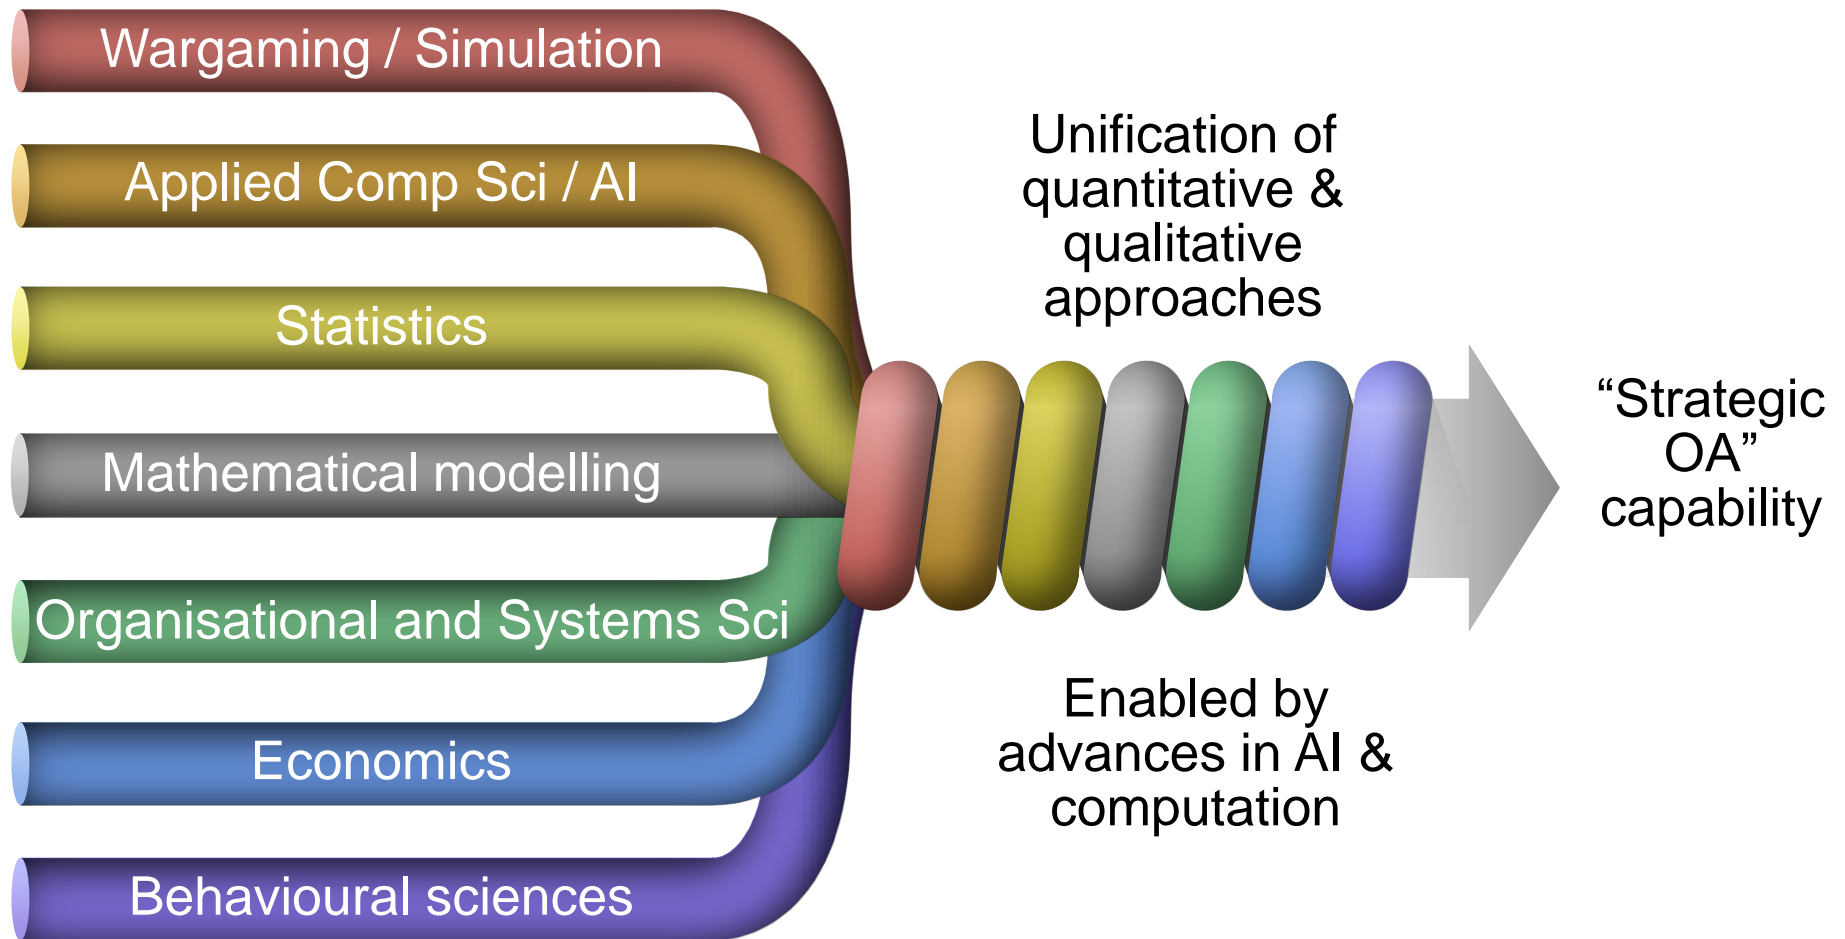 Wargaming / Simulation
Applied Comp Sci / AI
Statistics
Mathematical modelling
Organisational and Systems Sci
Economics
Behavioural sciences
Unification of
quantitative &
qualitative
approaches
Enabled by
advances in AI &
computation
“Strategic
OA”
capability